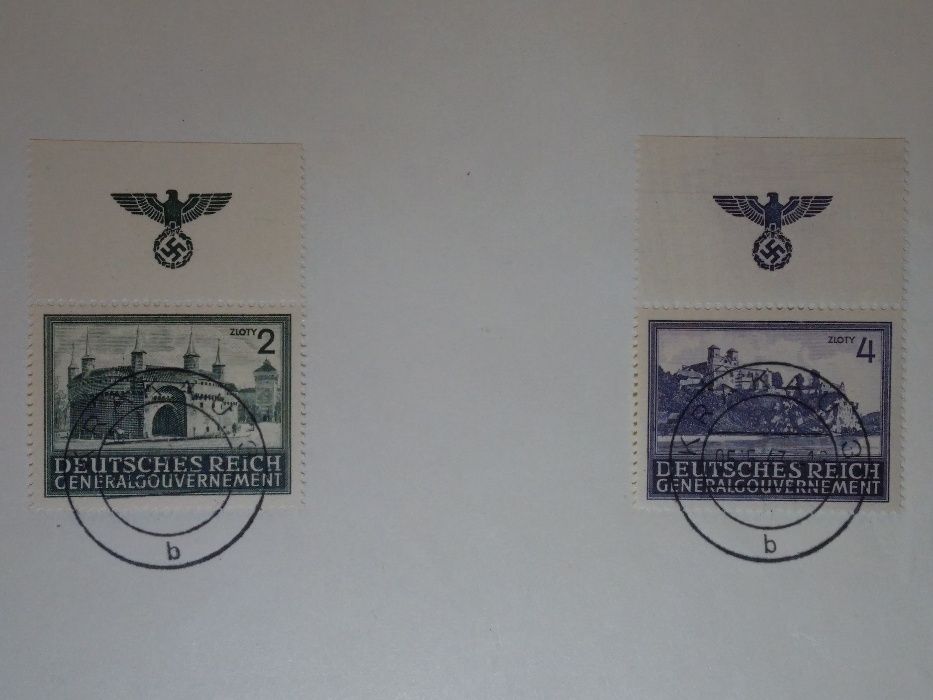 ZLOTY 2
DEUTSCHES REICH
GENERALGOUVERNEMENT
b
ZLOTY 4
DEUTSCHES REICH
GENERALGOUVERNEMENT
b